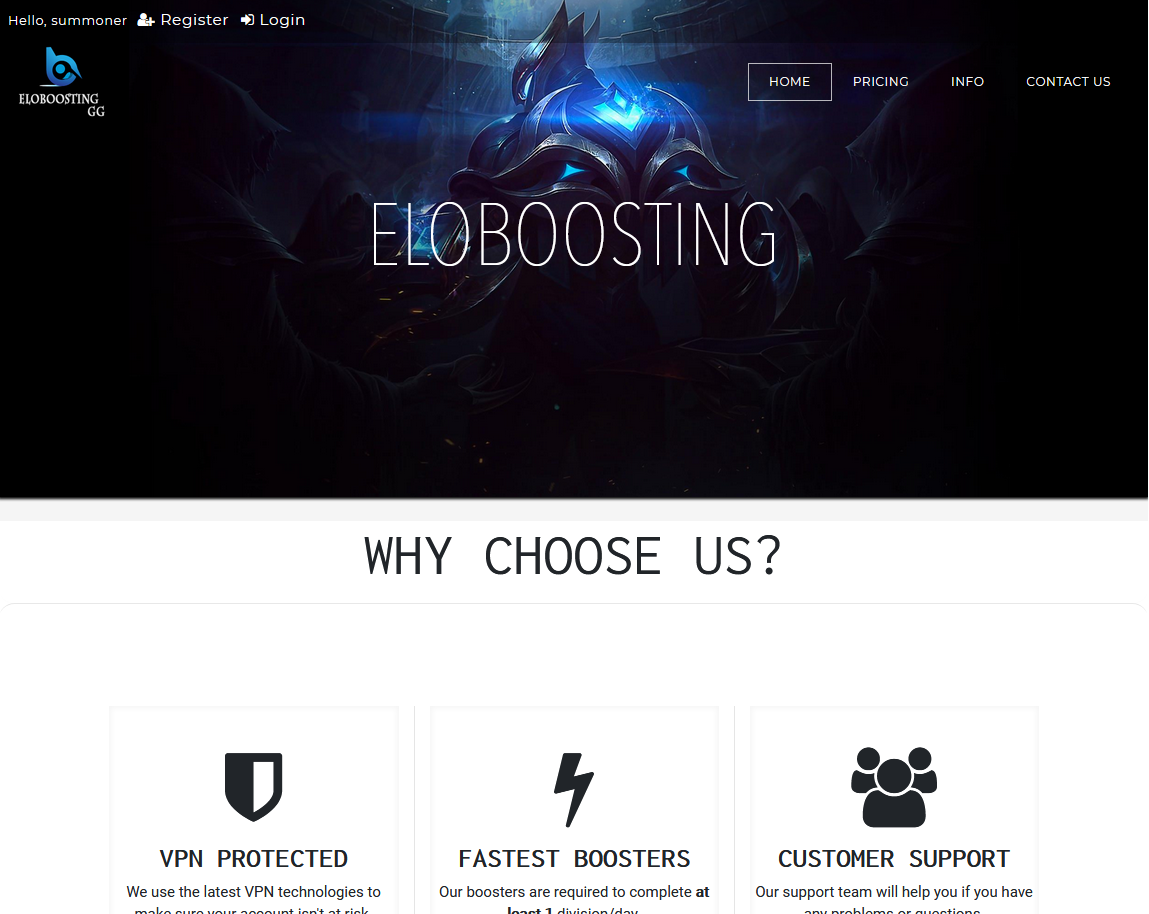 Hello, summoner Register Login
ELOBOOSTING
GG
HOME PRICING INFO CONTACT US
ELOBOOSTING
WHY CHOOSE US?
VPN PROTECTED
We use the latest VPN technologies to
make sure your account isn't at risk.
FASTEST BOOSTERS
Our boosters are required to complete at
least 1 division/day.
CUSTOMER SUPPORT
Our support team will help you if you have
any problems or questions.